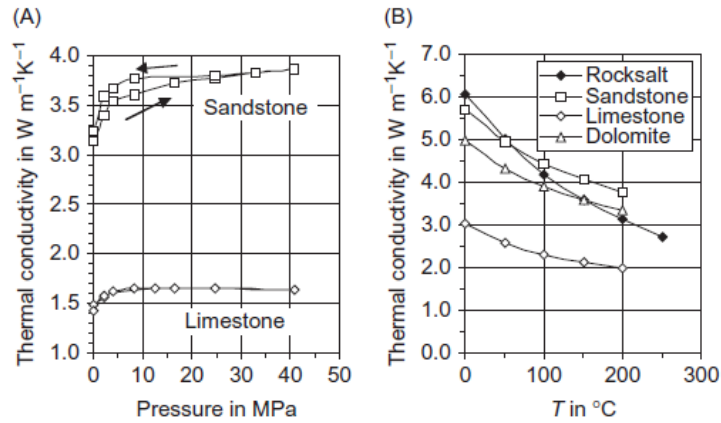 (A)
Thermal conductivity in W m⁻¹K⁻¹
4.0
3.5
3.0
2.5
2.0
1.5
1.0
Sandstone
Limestone
0 10 20 30 40 50
Pressure in MPa
(B)
Thermal conductivity in W m⁻¹K⁻¹
7.0
6.0
5.0
4.0
3.0
2.0
1.0
0.0
Rocksalt
Sandstone
Limestone
Dolomite
0 100 200 300
T in °C